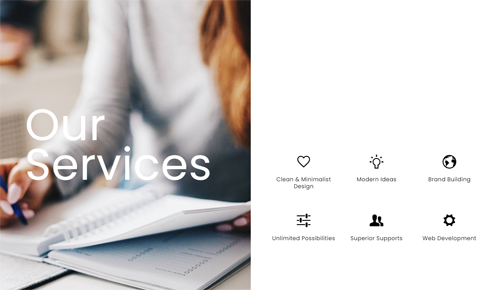 Our
Services
Clean & Minimalist
Design
Modern Ideas
Brand Building
Unlimited Possibilities
Superior Supports
Web Development